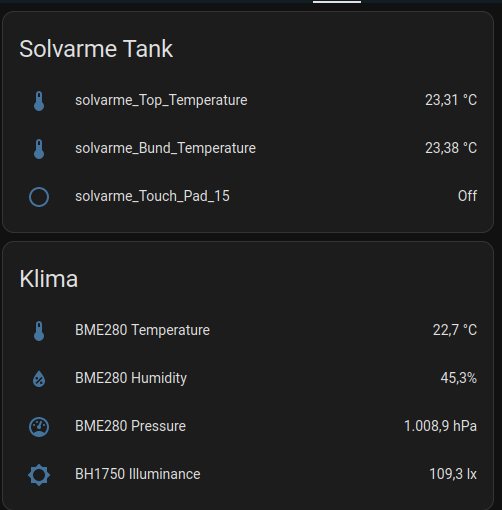 Solvarme Tank
solvarme_Top_Temperature 23,31 °C
solvarme_Bund_Temperature 23,38 °C
solvarme_Touch_Pad_15 Off
Klima
BME280 Temperature 22,7 °C
BME280 Humidity 45,3%
BME280 Pressure 1.008,9 hPa
BH1750 Illuminance 109,3 lx